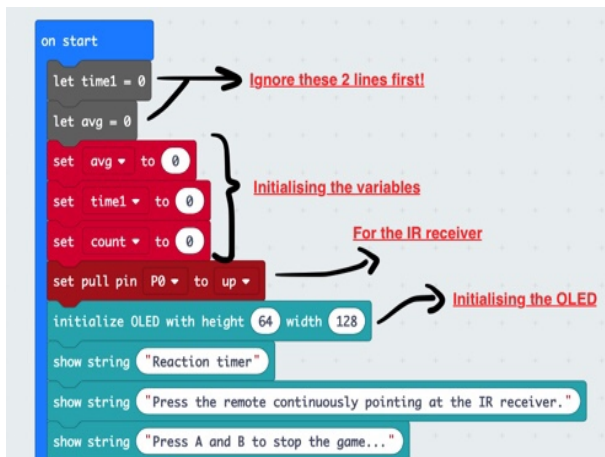 on start
let time1 = 0
Ignore these 2 lines first!
let avg = 0
set avg to 0
set time1 to 0
Initialising the variables
set count to 0
For the IR receiver
set pull pin P0 to up
Initialising the OLED
initialize OLED with height 64 width 128
show string "Reaction timer"
show string "Press the remote continuously pointing at the IR receiver."
show string "Press A and B to stop the game..."